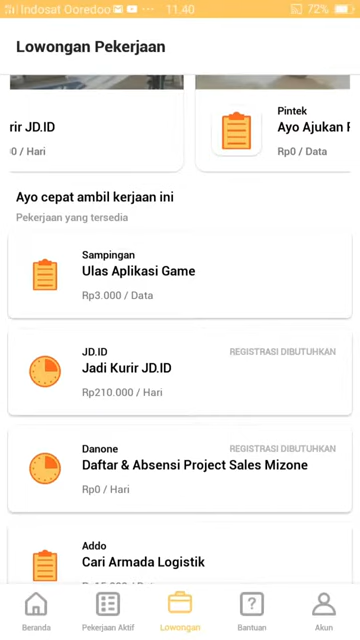 Indosat Ooredoo
11.40
72%
Lowongan Pekerjaan
rir JD.ID
/ Hari
Pintek
Ayo Ajukan
Rp0 / Data
Ayo cepat ambil kerjaan ini
Pekerjaan yang tersedia
Sampingan
Ulas Aplikasi Game
Rp3.000 / Data
JD.ID
REGISTRASI DIBUTUHKAN
Jadi Kurir JD.ID
Rp210.000 / Hari
Danone
REGISTRASI DIBUTUHKAN
Daftar & Absensi Project Sales Mizone
Rp0 / Hari
Addo
Cari Armada Logistik
Beranda
Pekerjaan Aktif
Lowongan
Bantuan
Akun